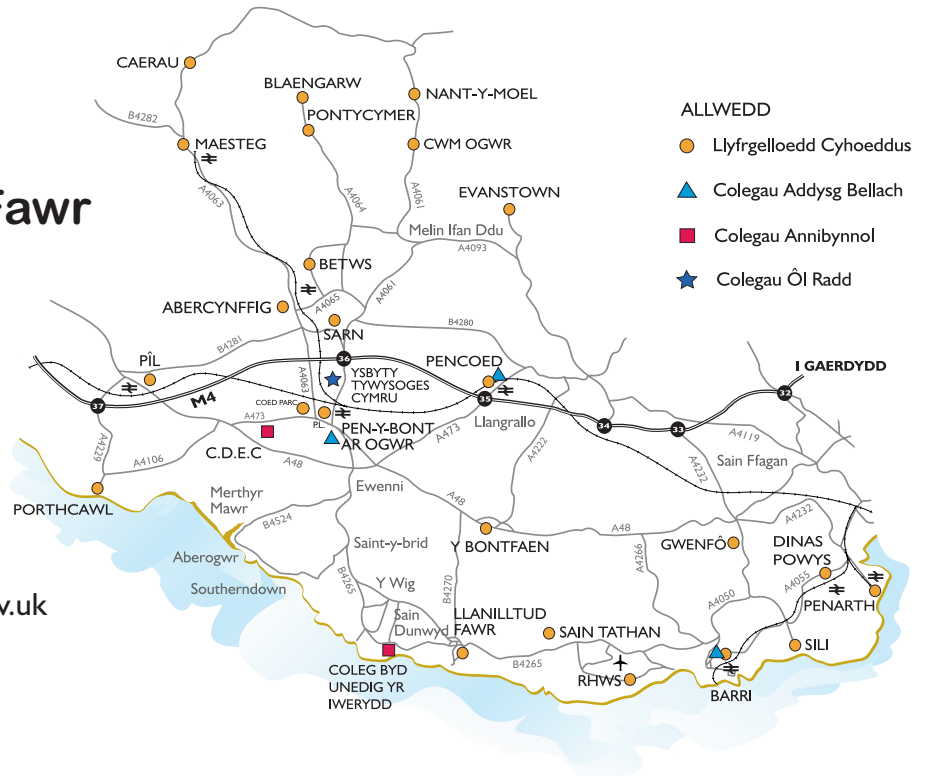 CAERAU
BLAENGARW
NANT-Y-MOEL
PONTYCYMER
B4282
MAESTEG
CWM OGWR
A4063
A4064
A4061
EVANSTOWN
Fawr
Melin Ifan Ddu
A4093
BETWS
A4061
A4065
ABERCYNFFIG
SARN
B4280
B4281
PÎL
36
PENCOED
YSBYTY
TYWYSOGES
CYMRU
I GAERDYDD
M4
A4063
37
35
32
COED PARC
P.L.
A473
Llangrallo
34
33
PEN-Y-BONT
AR OGWR
A473
A4222
A4119
C.D.E.C
A48
A4229
A4106
A4232
Sain Ffagan
Ewenni
PORTHCAWL
Merthyr
Mawr
A48
B4524
A4232
Y BONTFAEN
A48
Saint-y-brid
A4266
GWENFÔ
DINAS
POWYS
Aberogwr
Southerndown
B4265
Y Wig
B4270
A4055
A4050
PENARTH
v.uk
Sain
Dunwyd
LLANILLTUD
FAWR
SAIN TATHAN
SILI
B4265
COLEG BYD
UNEDIG YR
IWERYDD
RHWS
BARRI
ALLWEDD
Llyfrgelloedd Cyhoeddus
Colegau Addysg Bellach
Colegau Annibynnol
Colegau Ôl Radd